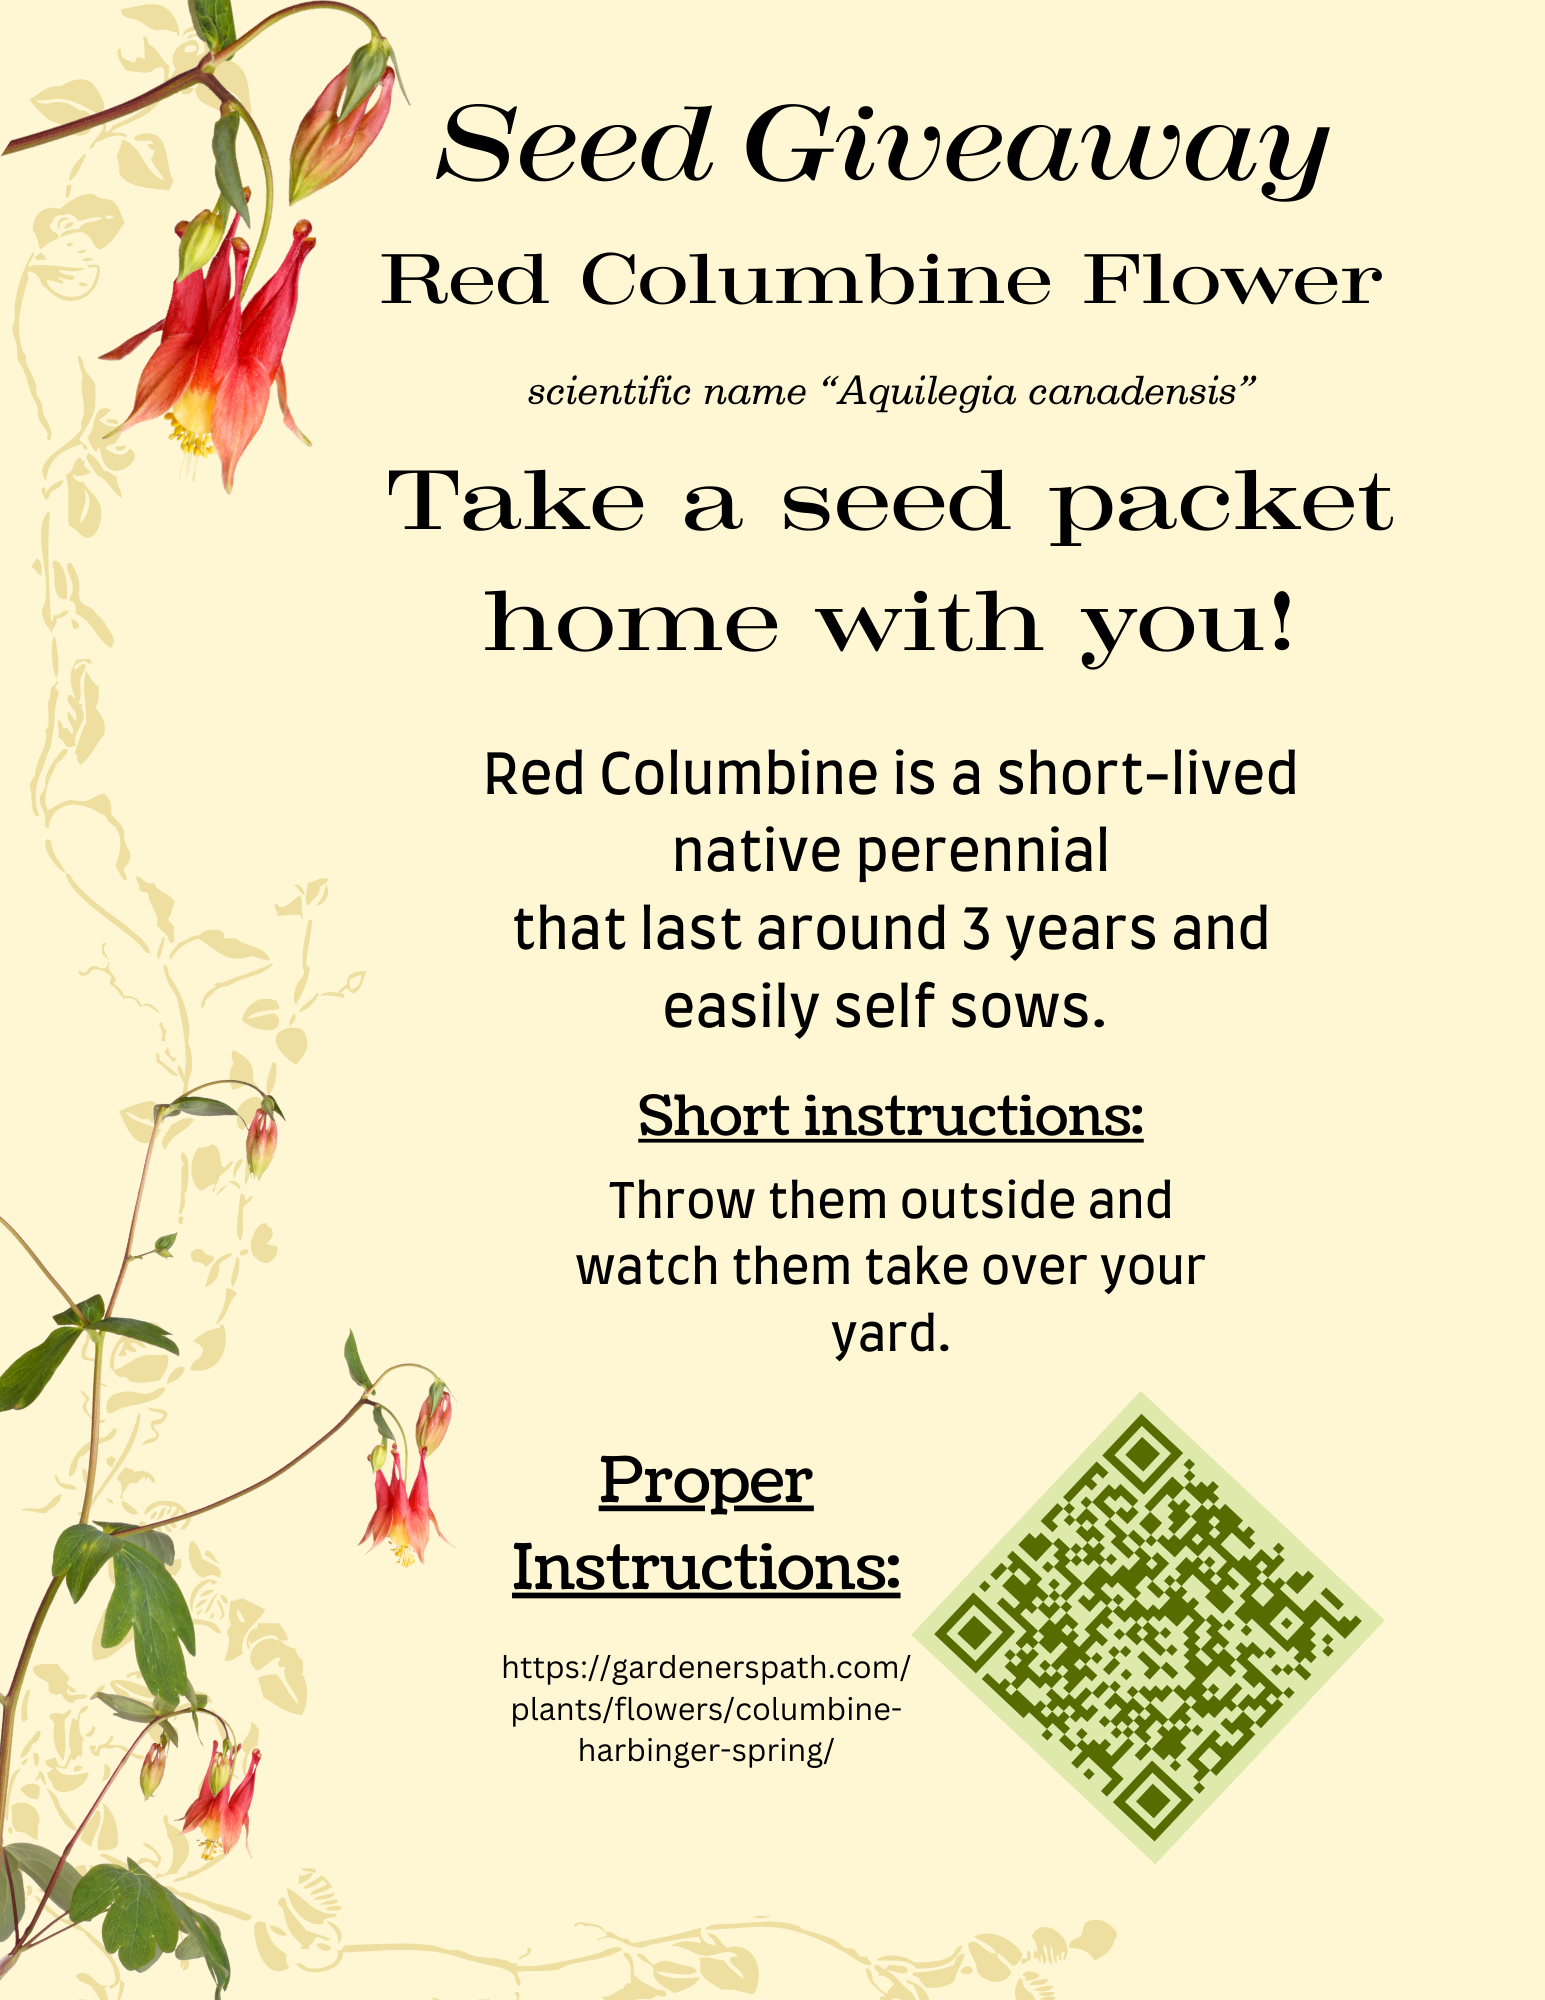 Seed Giveaway
Red Columbine Flower
scientific name “Aquilegia canadensis”
Take a seed packet
home with you!
Red Columbine is a short-lived
native perennial
that last around 3 years and
easily self sows.
Short instructions:
Throw them outside and
watch them take over your
yard.
Proper
Instructions:
https://gardenerspath.com/
plants/flowers/columbine-
harbinger-spring/